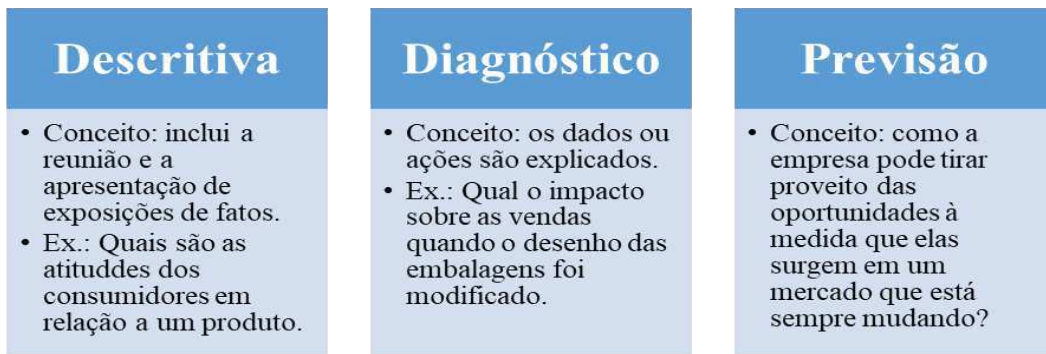 Descritiva
• Conceito: inclui a
reunião e a
apresentação de
exposições de fatos.
• Ex.: Quais são as
atituddes dos
consumidores em
relação a um produto.
Diagnóstico
• Conceito: os dados ou
ações são explicados.
• Ex.: Qual o impacto
sobre as vendas
quando o desenho das
embalagens foi
modificado.
Previsão
• Conceito: como a
empresa pode tirar
proveito das
oportunidades à
medida que elas
surgem em um
mercado que está
sempre mudando?